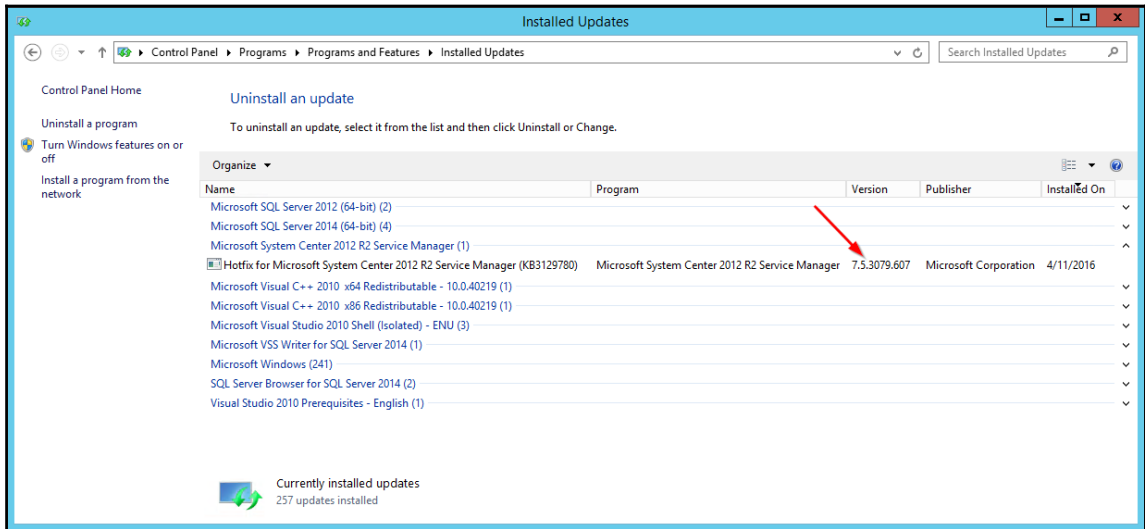 Installed Updates
Control Panel Programs Programs and Features Installed Updates
Search Installed Updates
Control Panel Home
Uninstall a program
Turn Windows features on or
off
Install a program from the
network
Uninstall an update
To uninstall an update, select it from the list and then click Uninstall or Change.
Organize
Name Program Version Publisher Installed On
Microsoft SQL Server 2012 (64-bit) (2)
Microsoft SQL Server 2014 (64-bit) (4)
Microsoft System Center 2012 R2 Service Manager (1)
Hotfix for Microsoft System Center 2012 R2 Service Manager (KB3129780) Microsoft System Center 2012 R2 Service Manager 7.5.3079.607 Microsoft Corporation 4/11/2016
Microsoft Visual C++ 2010 x64 Redistributable - 10.0.40219 (1)
Microsoft Visual C++ 2010 x86 Redistributable - 10.0.40219 (1)
Microsoft Visual Studio 2010 Shell (Isolated) - ENU (3)
Microsoft VSS Writer for SQL Server 2014 (1)
Microsoft Windows (241)
SQL Server Browser for SQL Server 2014 (2)
Visual Studio 2010 Prerequisites - English (1)
Currently installed updates
257 updates installed